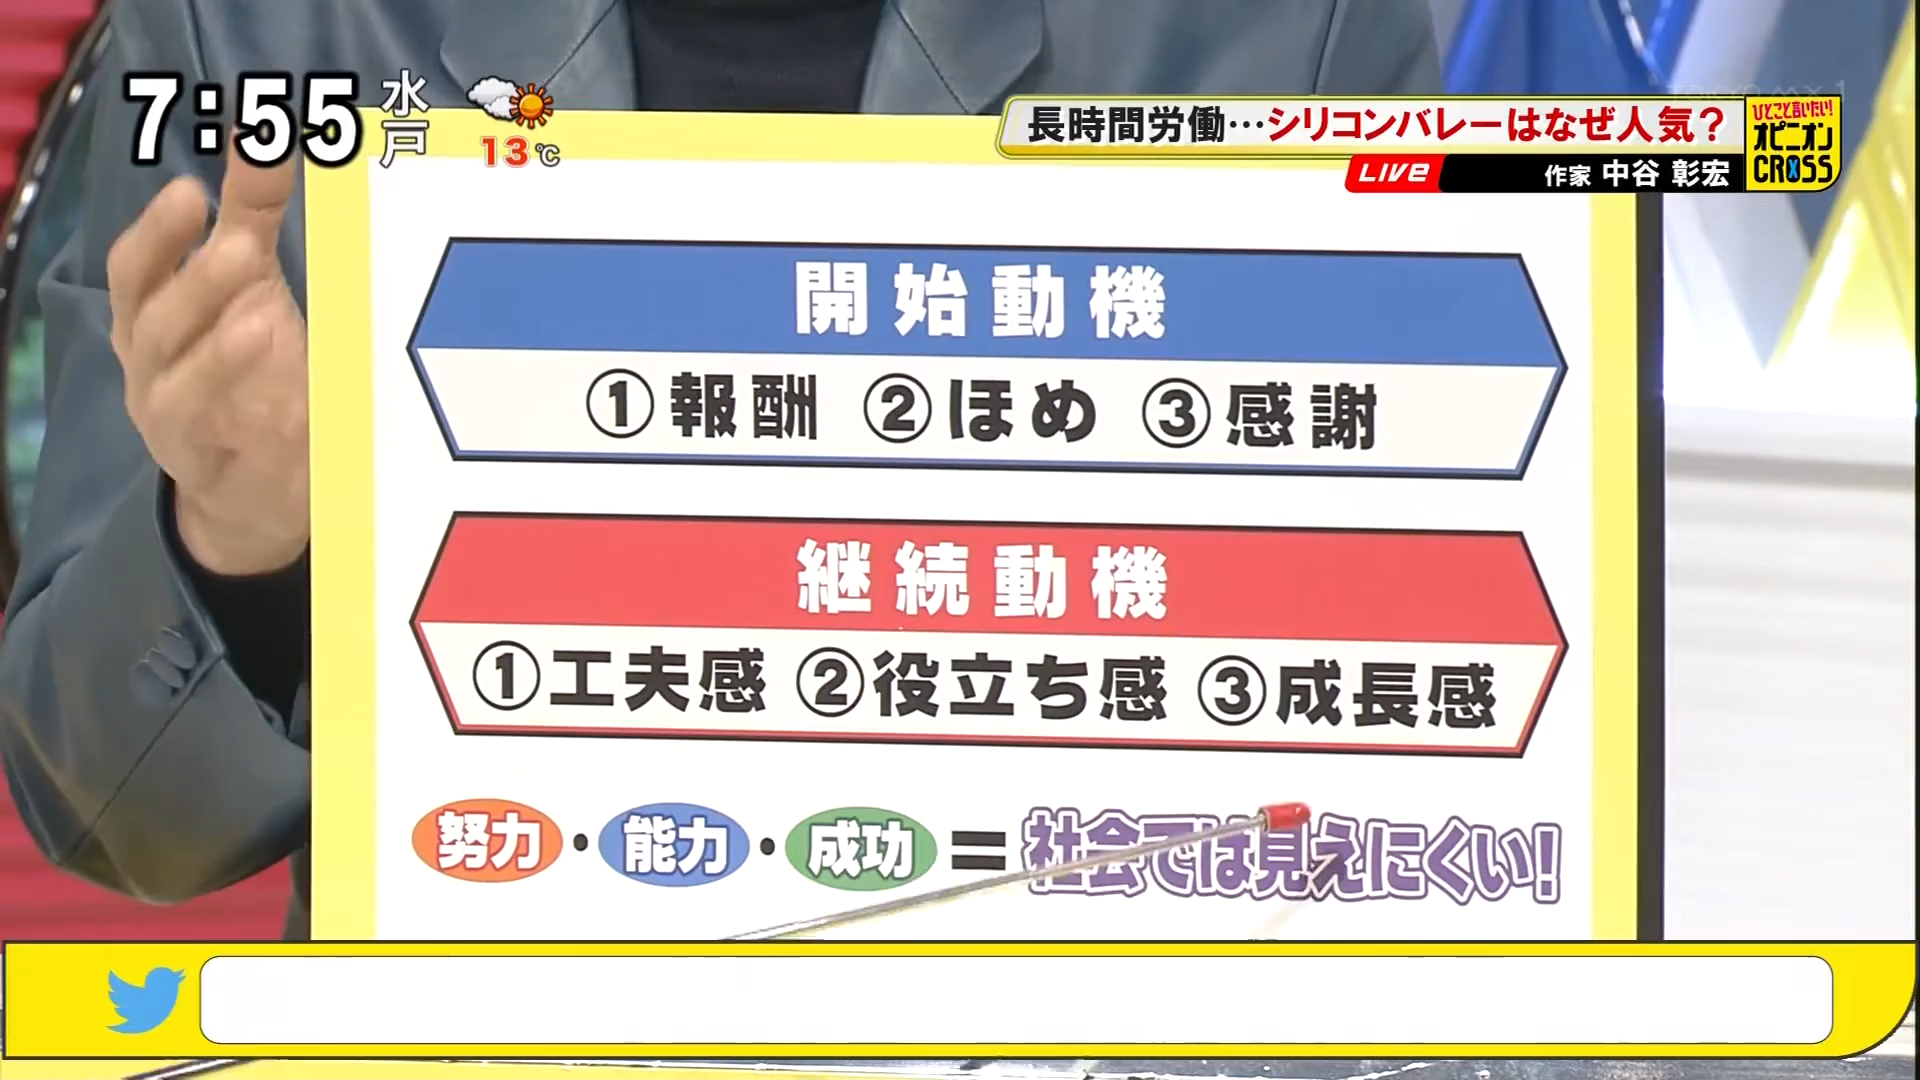 7:55
水戸
13℃
長時間労働…シリコンバレーはなぜ人気?
ひとこと言いたい!
オピニオン
CROSS
LIVE
作家 中谷 彰宏
開始動機
①報酬 ②ほめ ③感謝
継続動機
①工夫感 ②役立ち感 ③成長感
努力・能力・成功=社会では見えにくい!